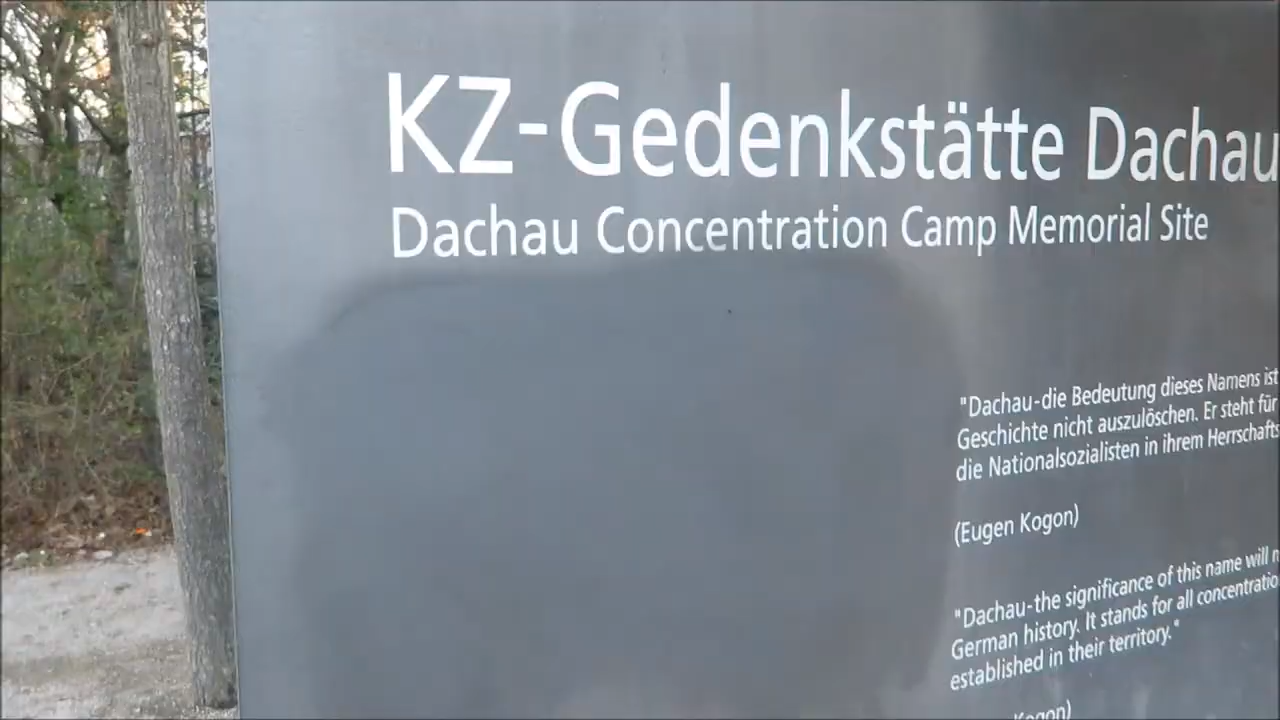 KZ-Gedenkstätte Dachau
Dachau Concentration Camp Memorial Site
"Dachau-die Bedeutung dieses Namens ist
Geschichte nicht auszulöschen. Er steht für
die Nationalsozialisten in ihrem Herrschafts
(Eugen Kogon)
"Dachau-the significance of this name will
German history. It stands for all concentratio
established in their territory."
Kogon)